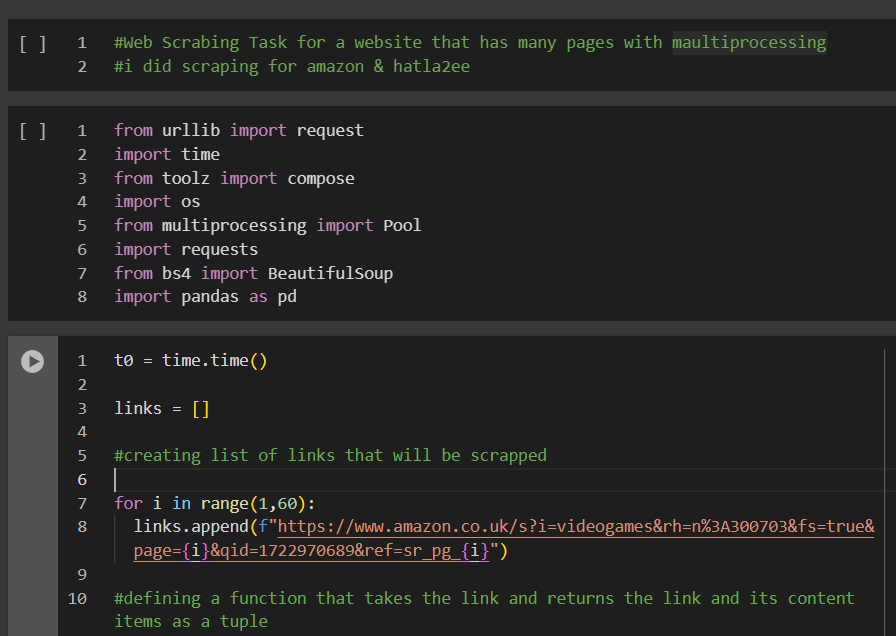 [ ] 1 #Web Scrabing Task for a website that has many pages with maultiprocessing
2 #i did scraping for amazon & hatla2ee
[ ] 1 from urllib import request
2 import time
3 from toolz import compose
4 import os
5 from multiprocessing import Pool
6 import requests
7 from bs4 import BeautifulSoup
8 import pandas as pd
1 t0 = time.time()
2
3 links = []
4
5 #creating list of links that will be scrapped
6
7 for i in range(1,60):
8 links.append(f"https://www.amazon.co.uk/s?i=videogames&rh=n%3A300703&fs=true&
page={i}&qid=1722970689&ref=sr_pg_{i}")
9
10 #defining a function that takes the link and returns the link and its content
items as a tuple